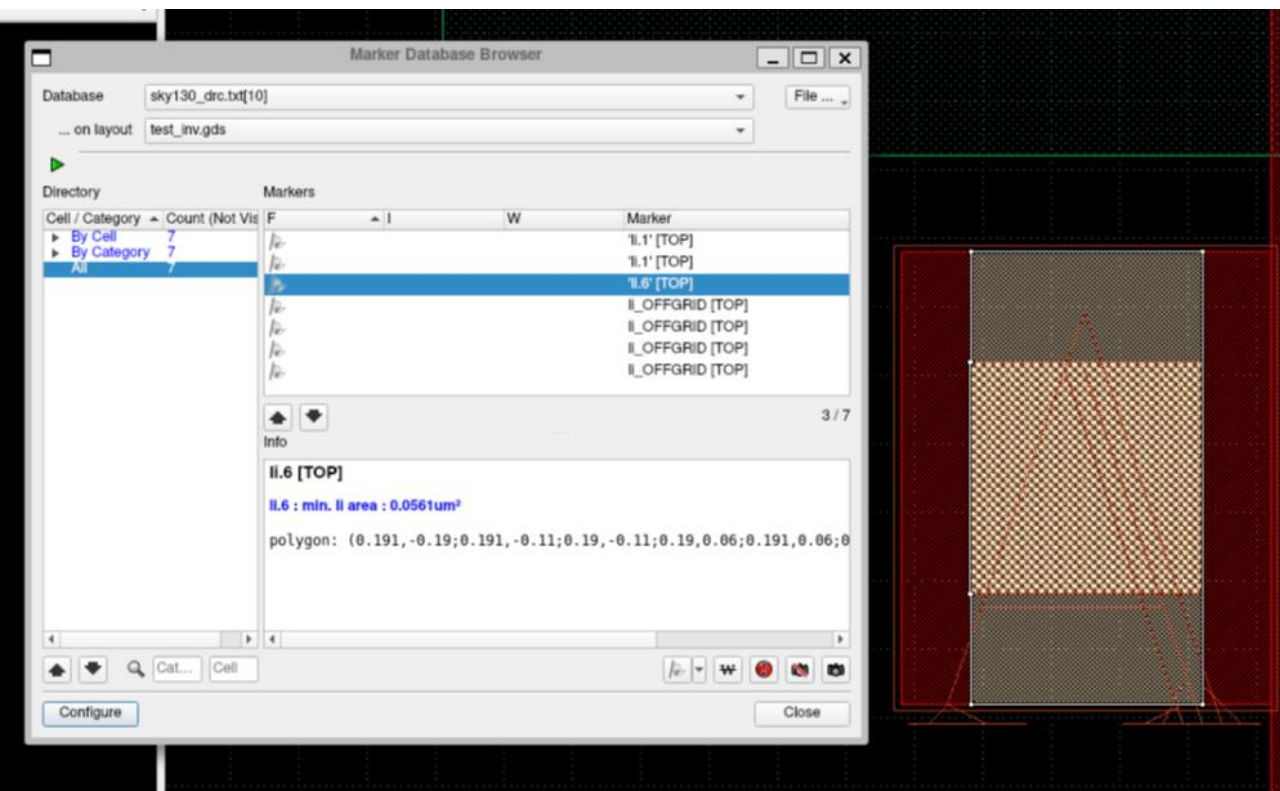 Marker Database Browser
Database sky130_drc.txt[10] File ...
... on layout test_inv.gds
Directory Markers
Cell / Category Count (Not Vis F I W Marker
By Cell 7
By Category 7
All 7
'li.1' [TOP]
'li.1' [TOP]
'li.6' [TOP]
li_OFFGRID [TOP]
li_OFFGRID [TOP]
li_OFFGRID [TOP]
li_OFFGRID [TOP]
3 / 7
Info
li.6 [TOP]
li.6 : min. li area : 0.0561um²
polygon: (0.191,-0.19;0.191,-0.11;0.19,-0.11;0.19,0.06;0.191,0.06;0
Cat... Cell W
Configure Close